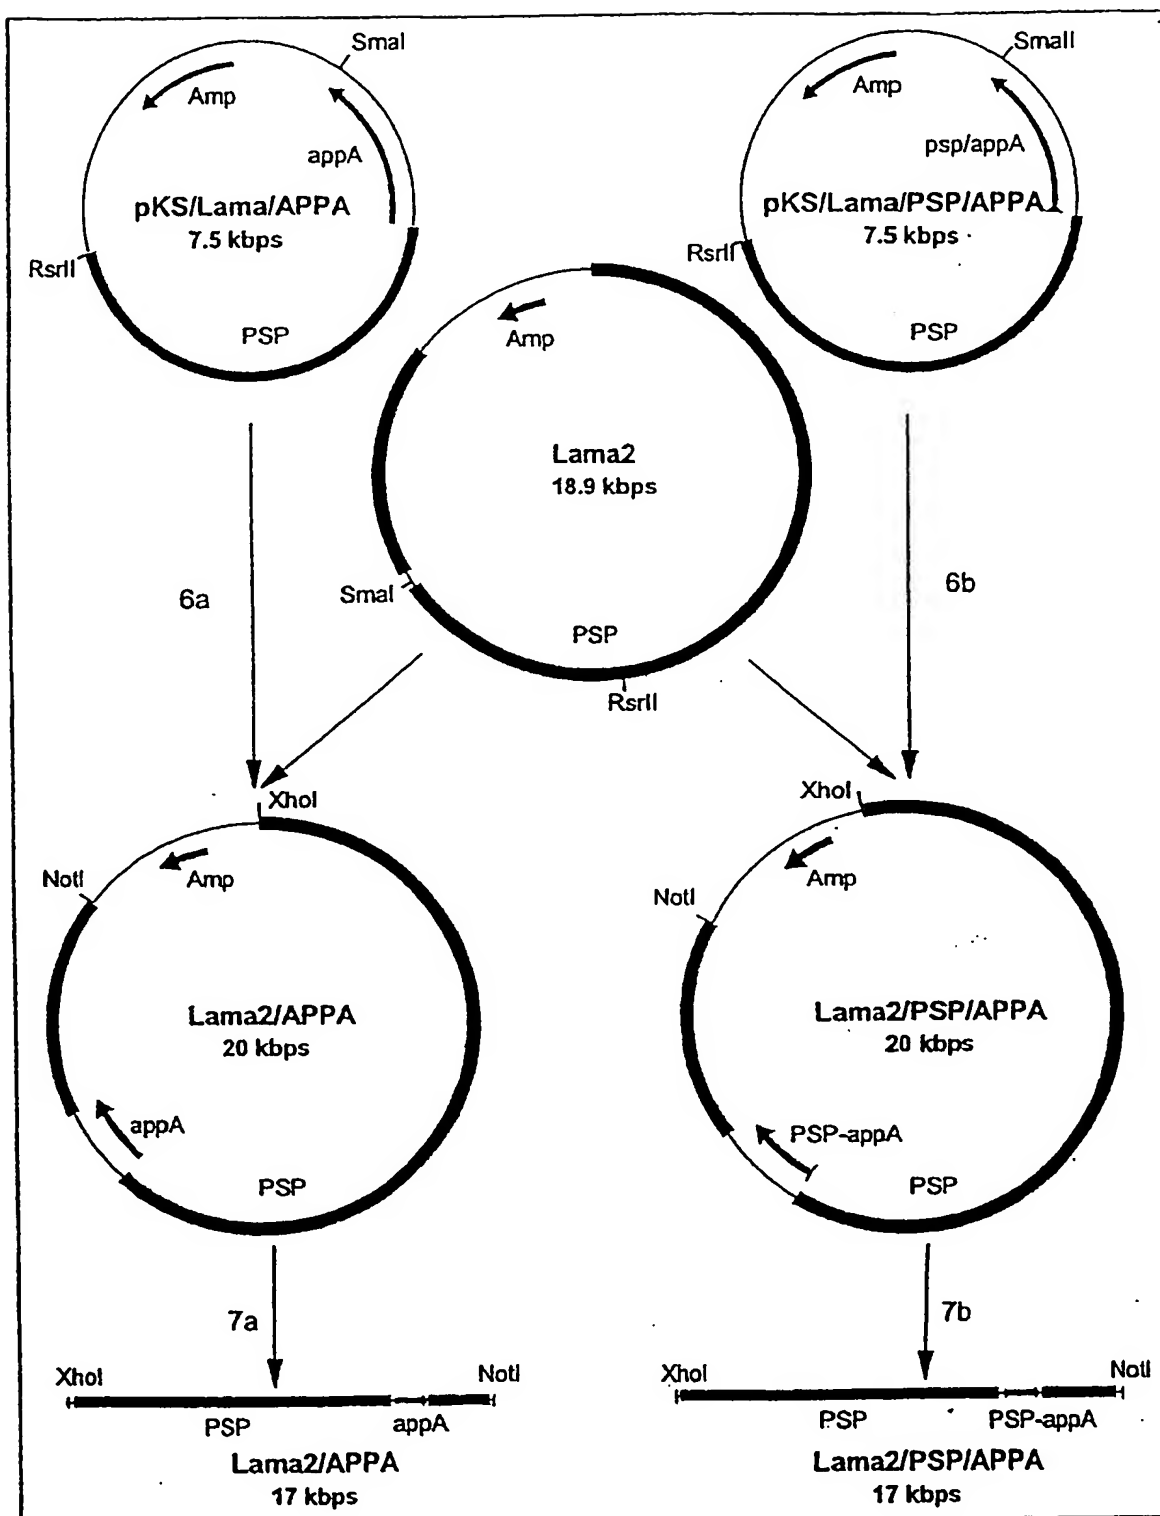 SmaI
Amp
appA
pKS/Lama/APPA
7.5 kbps
RsrII
PSP
SmaII
Amp
psp/appA
pKS/Lama/PSP/APPA
7.5 kbps
RsrII
PSP
Amp
Lama2
18.9 kbps
SmaI
PSP
RsrII
6a
6b
XhoI
NotI
Amp
Lama2/APPA
20 kbps
appA
PSP
XhoI
NotI
Amp
Lama2/PSP/APPA
20 kbps
PSP-appA
PSP
7a
7b
XhoI
NotI
PSP
appA
Lama2/APPA
17 kbps
XhoI
NotI
PSP
PSP-appA
Lama2/PSP/APPA
17 kbps